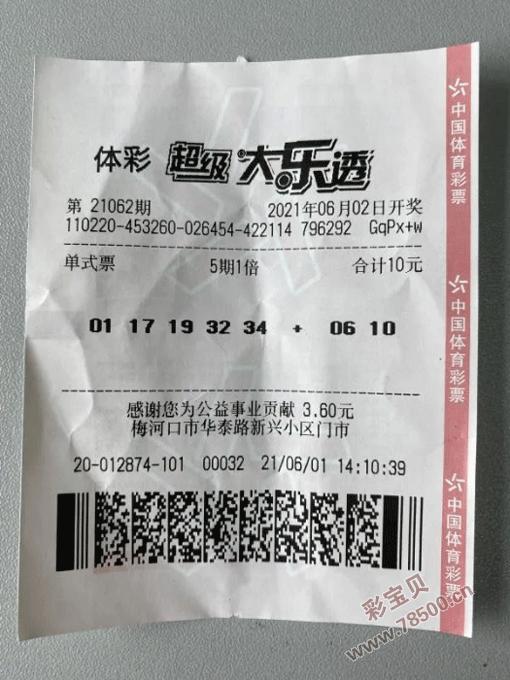 体彩 超级大乐透
第 21062期 2021年06月02日开奖
110220-453260-026454-422114 796292 GqPx+w
单式票 5期1倍 合计10元
01 17 19 32 34 + 06 10
感谢您为公益事业贡献 3.60元
梅河口市华泰路新兴小区门市
20-012874-101 00032 21/06/01 14:10:39
中国体育彩票
中国体育彩票
中国体育彩票
彩宝贝
www.78500.cn